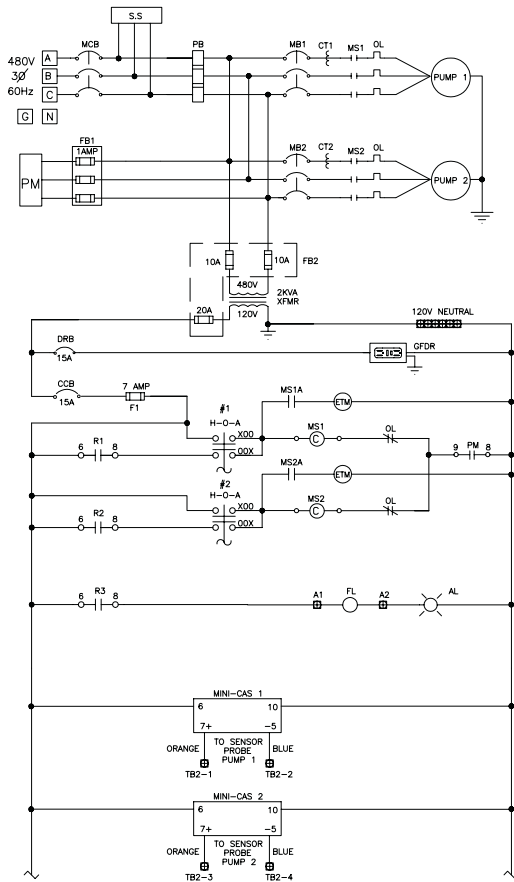 S.S
MCB
PB
MB1
CT1
MS1
OL
480V
3Ø
60Hz
A
B
C
G
N
PUMP 1
FB1
1AMP
PM
MB2
CT2
MS2
OL
PUMP 2
10A
10A
FB2
480V
2KVA
XFMR
120V
20A
120V NEUTRAL
DRB
15A
GFDR
CCB
15A
7 AMP
F1
#1
H-O-A
XOO
OOX
MS1A
ETM
MS1
C
OL
6
R1
8
9
PM
8
#2
H-O-A
XOO
OOX
MS2A
ETM
MS2
C
OL
6
R2
8
6
R3
8
A1
FL
A2
AL
MINI-CAS 1
6
10
7+
-5
ORANGE
TO SENSOR
PROBE
PUMP 1
BLUE
TB2-1
TB2-2
MINI-CAS 2
6
10
7+
-5
ORANGE
TO SENSOR
PROBE
PUMP 2
BLUE
TB2-3
TB2-4